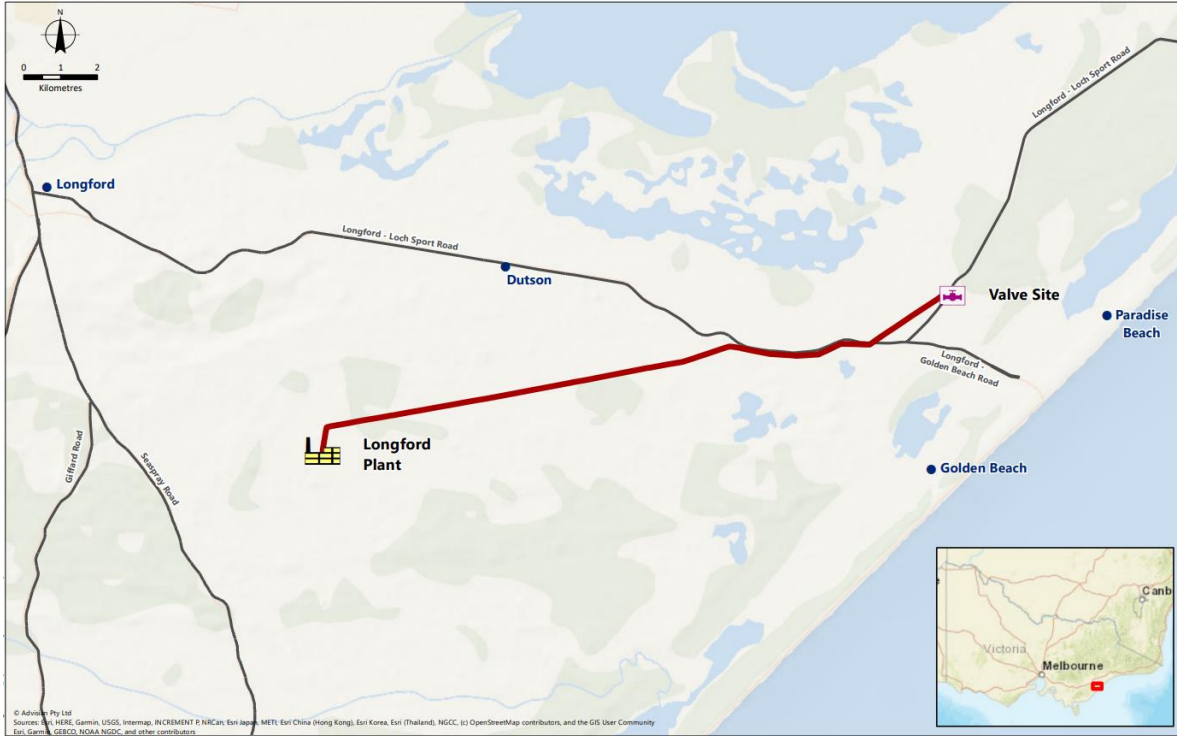 N
0 1 2
Kilometres
Longford - Loch Sport Road
Longford
Longford - Loch Sport Road
Dutson
Valve Site
Paradise
Beach
Longford -
Golden Beach Road
Longford
Plant
Golden Beach
Giffard Road
Seaspray Road
Canb
Victoria
Melbourne
© Advisian Pty Ltd
Sources: Esri, HERE, Garmin, USGS, Intermap, INCREMENT P, NRCan, Esri Japan, METI, Esri China (Hong Kong), Esri Korea, Esri (Thailand), NGCC, (c) OpenStreetMap contributors, and the GIS User Community
Esri, Garmin, GEBCO, NOAA NGDC, and other contributors